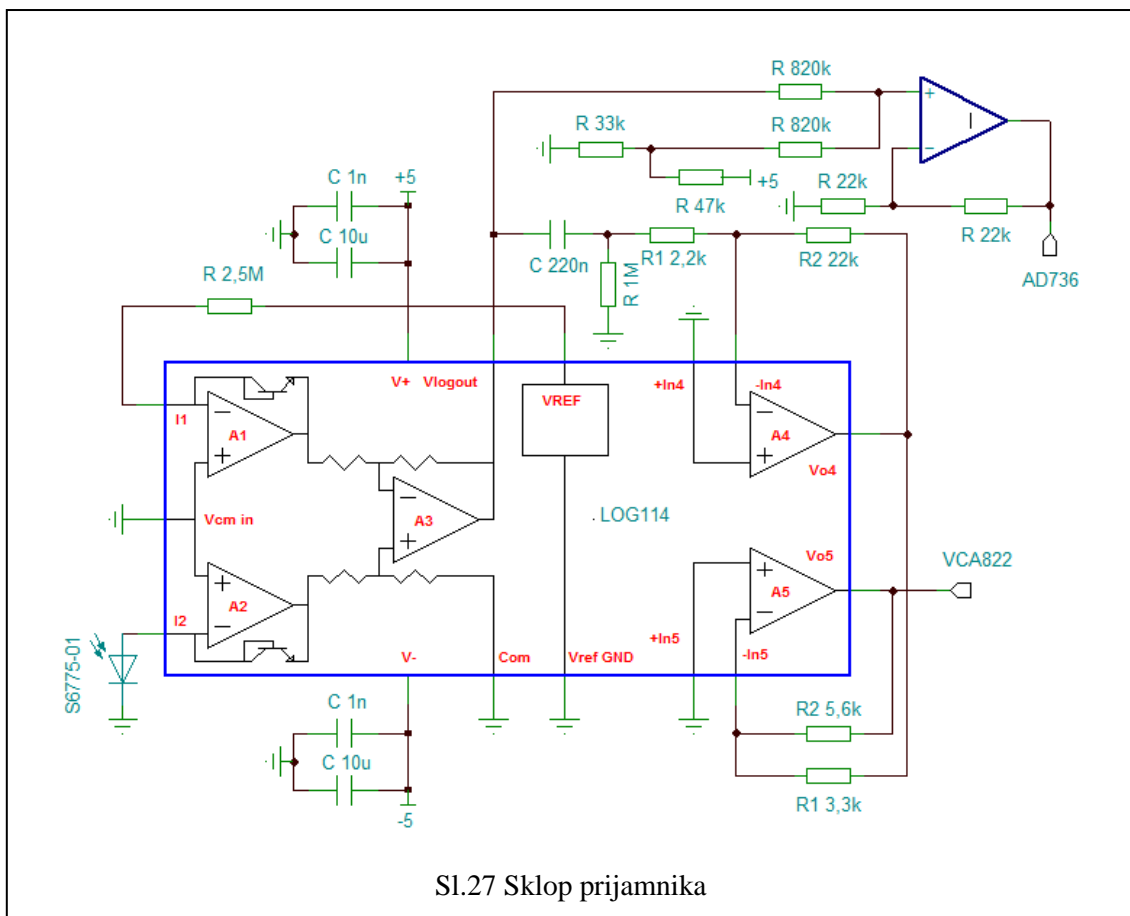 R 820k
R 33k
R 820k
+
−
C 1n
+5
+5
R 22k
R 47k
C 10u
R 22k
C 220n
R1 2,2k
R2 22k
AD736
R 2,5M
R 1M
V+
Vlogout
+In4
-In4
VREF
I1
A1
−
+
A4
−
+
Vo4
Vcm in
A3
−
+
.LOG114
Vo5
VCA822
A2
+
−
A5
+
−
I2
+In5
-In5
S6775-01
V-
Com
Vref GND
C 1n
R2 5,6k
C 10u
R1 3,3k
-5
Sl.27 Sklop prijamnika